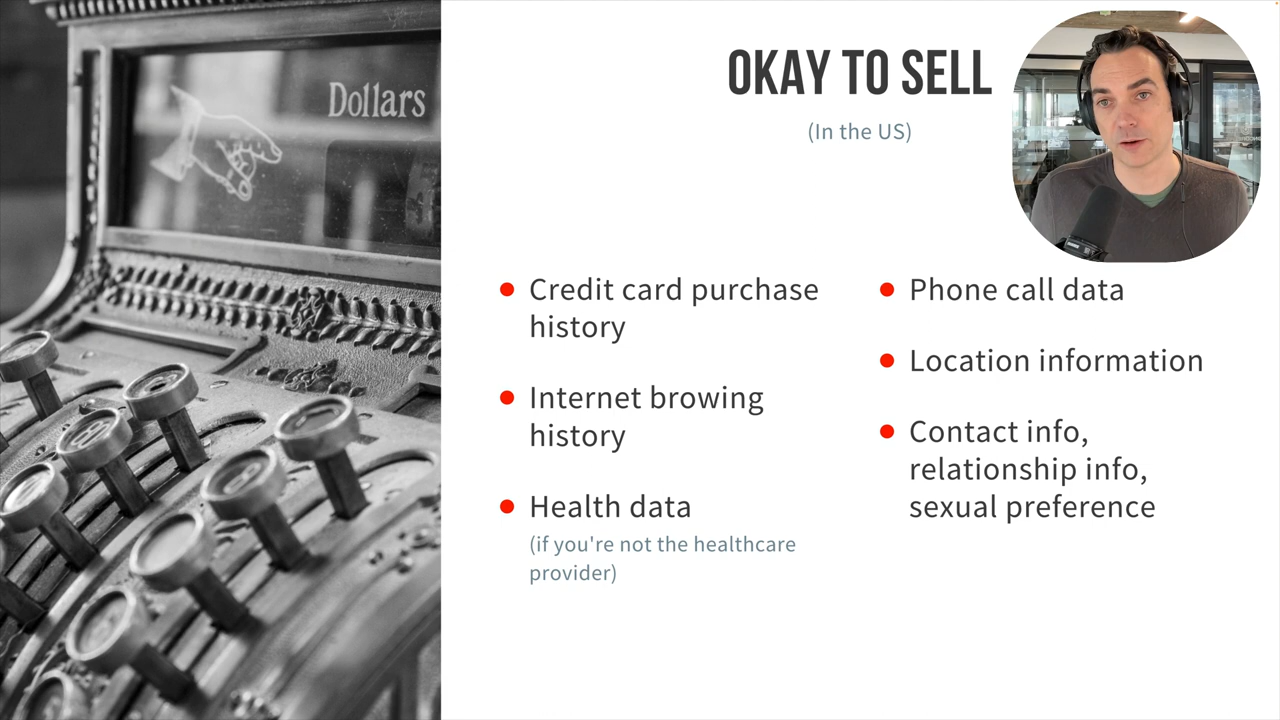 Dollars
OKAY TO SELL
(In the US)
Credit card purchase
history
Internet browing
history
Health data
(if you're not the healthcare
provider)
Phone call data
Location information
Contact info,
relationship info,
sexual preference